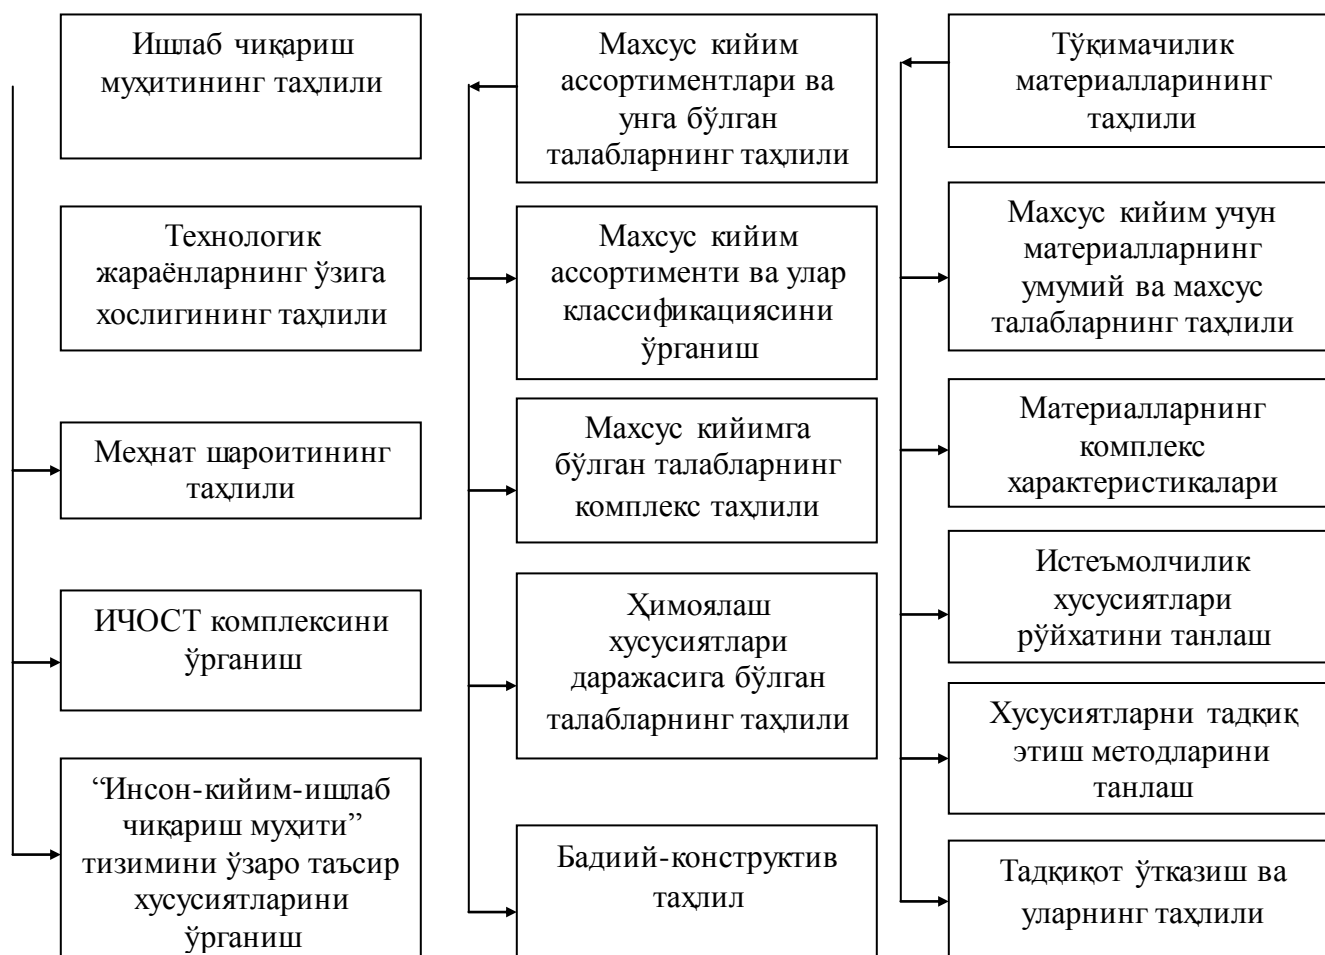 Ишлаб чиқариш
муҳитининг таҳлили
Технологик
жараёнларнинг ўзига
хослигининг таҳлили
Меҳнат шароитининг
таҳлили
ИЧОСТ комплексини
ўрганиш
“Инсон-кийим-ишлаб
чиқариш муҳити”
тизимини ўзаро таъсир
хусусиятларини
ўрганиш
Махсус кийим
ассортиментлари ва
унга бўлган
талабларнинг таҳлили
Махсус кийим
ассортименти ва улар
классификациясини
ўрганиш
Махсус кийимга
бўлган талабларнинг
комплекс таҳлили
Ҳимоялаш
хусусиятлари
даражасига бўлган
талабларнинг таҳлили
Бадиий-конструктив
таҳлил
Тўқимачилик
материалларининг
таҳлили
Махсус кийим учун
материалларнинг
умумий ва махсус
талабларнинг таҳлили
Материалларнинг
комплекс
характеристикалари
Истеъмолчилик
хусусиятлари
рўйхатини танлаш
Хусусиятларни тадқиқ
этиш методларини
танлаш
Тадқиқот ўтказиш ва
уларнинг таҳлили